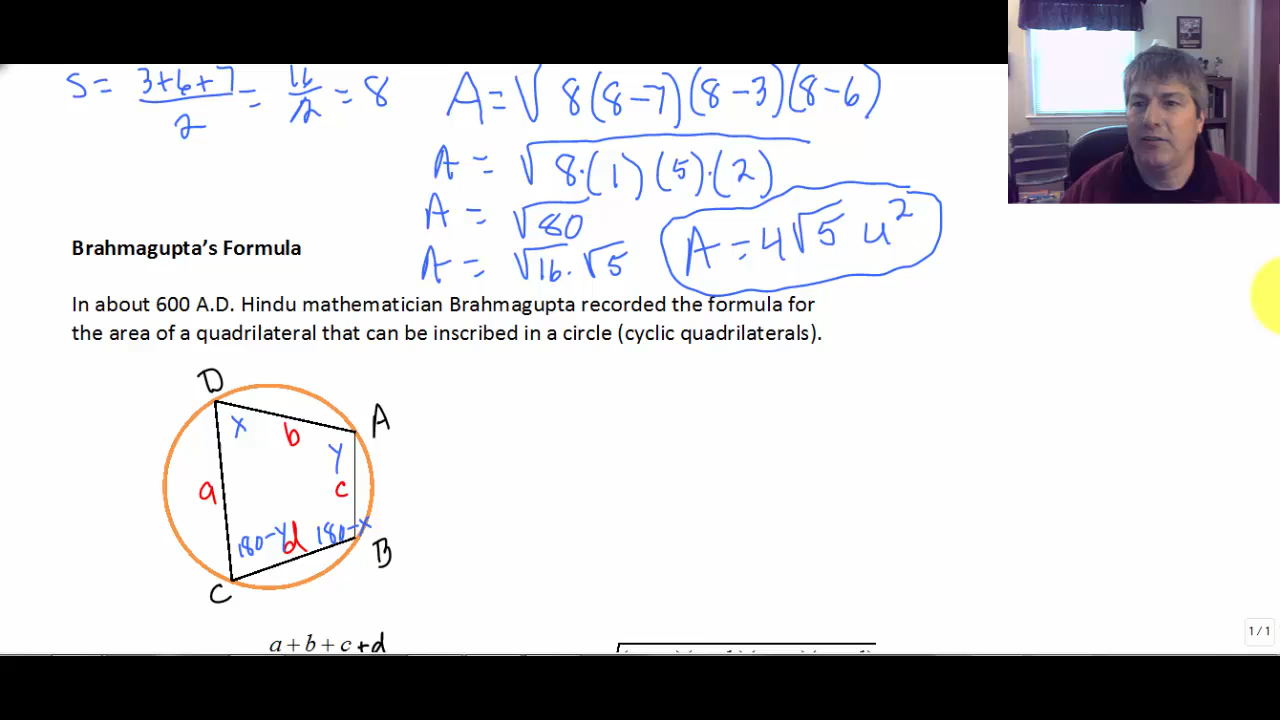 S = 3+6+7/2 = 16/2 = 8
A = √8(8-7)(8-3)(8-6)
A = √8·(1)(5)·(2)
A = √80
A = √16·√5
A = 4√5 u²
Brahmagupta's Formula
In about 600 A.D. Hindu mathematician Brahmagupta recorded the formula for
the area of a quadrilateral that can be inscribed in a circle (cyclic quadrilaterals).
D
A
x
b
y
a
c
180-y
d
180-x
B
C
1/1
a+b+c+d